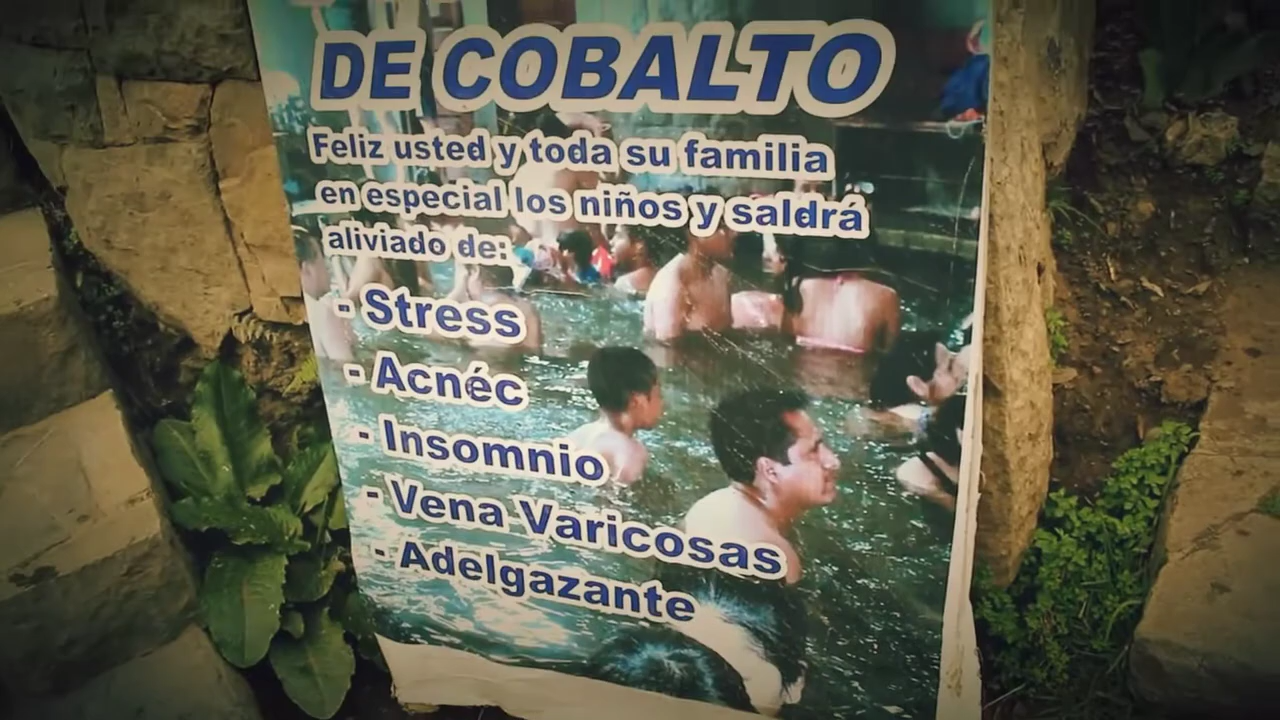 DE COBALTO
Feliz usted y toda su familia
en especial los niños y saldrá
aliviado de:
- Stress
- Acnéc
- Insomnio
- Vena Varicosas
- Adelgazante